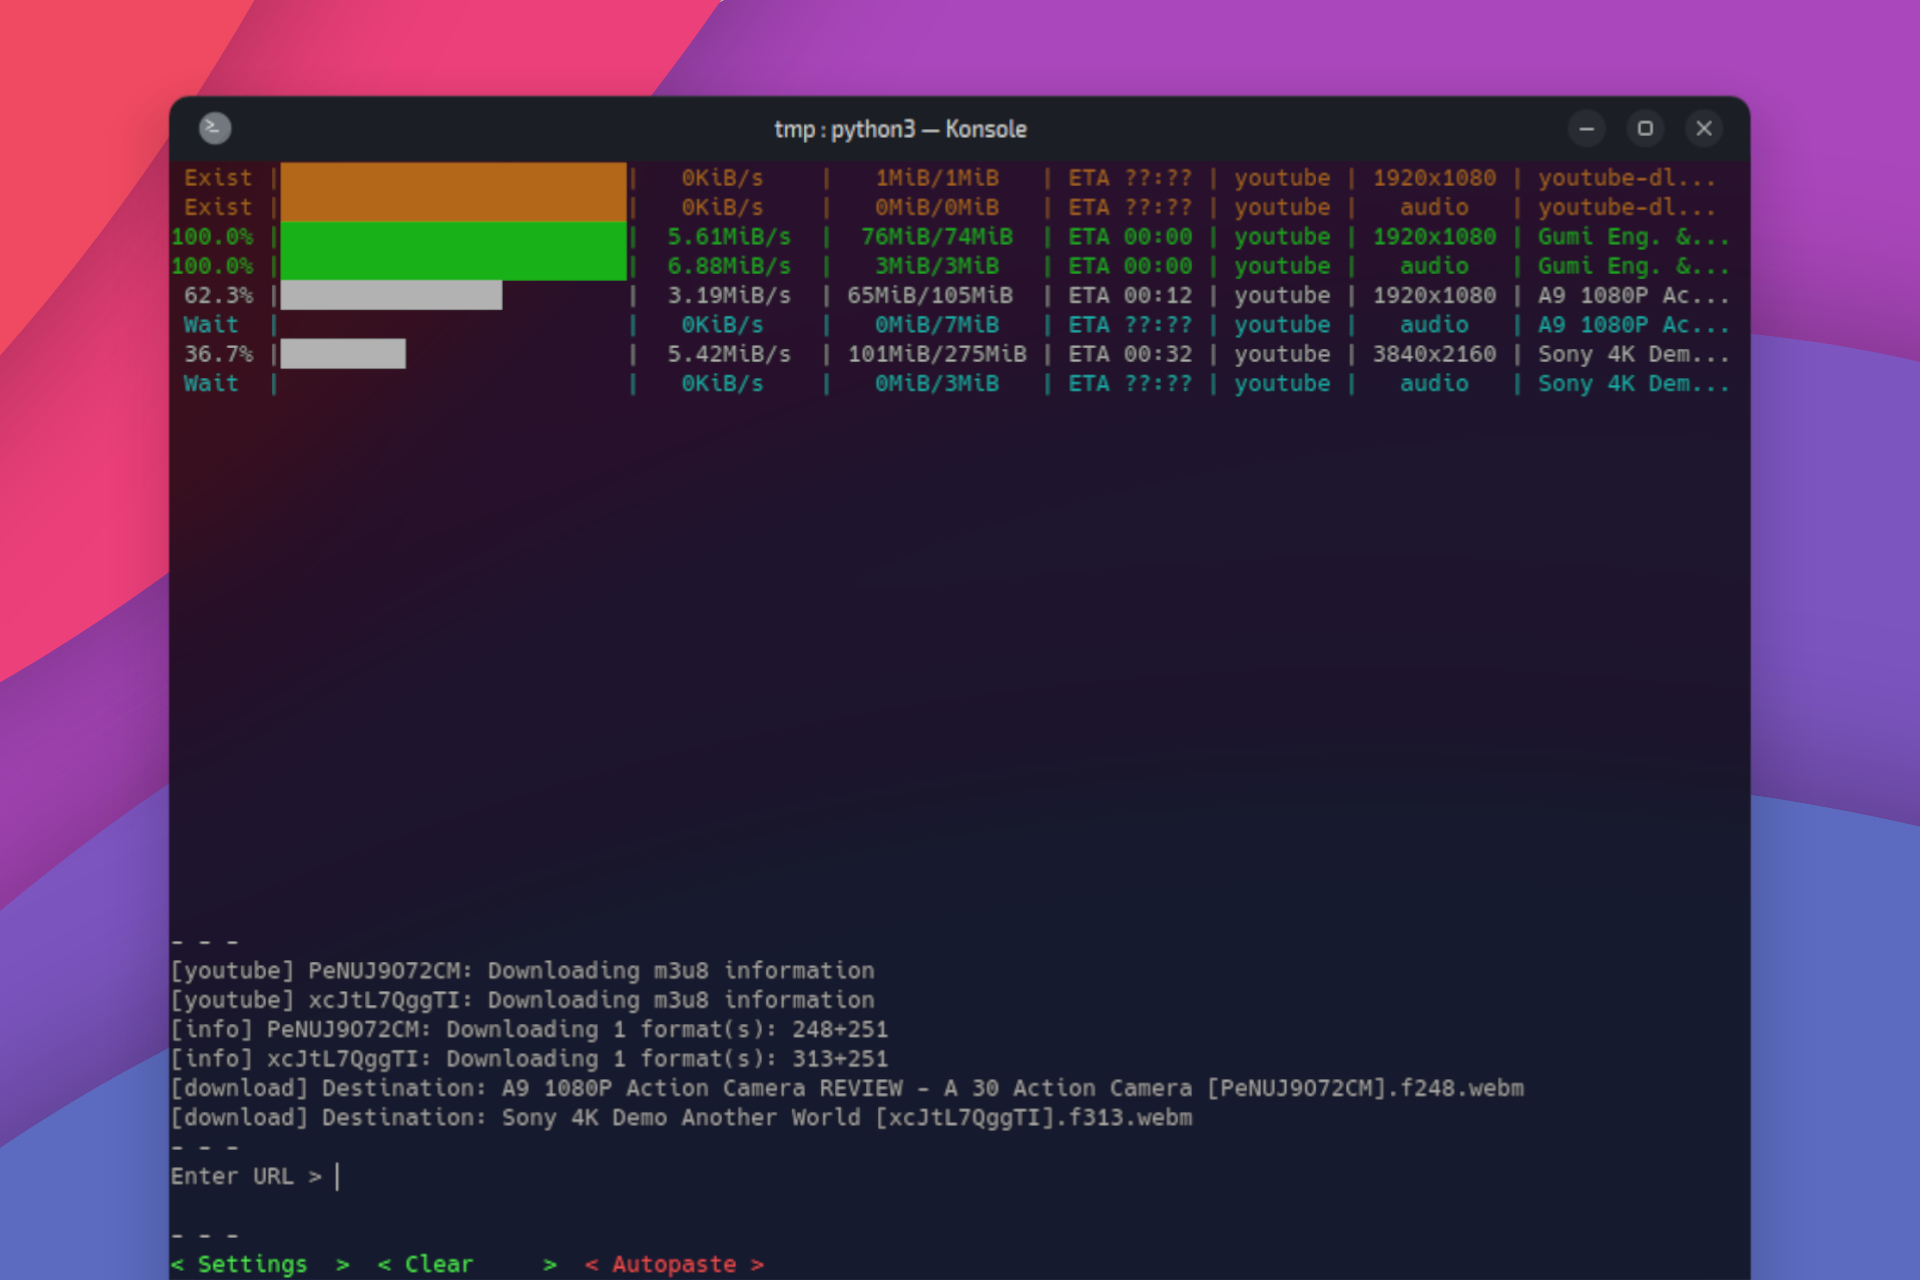 tmp : python3 — Konsole
Exist | | 0KiB/s | 1MiB/1MiB | ETA ??:?? | youtube | 1920x1080 | youtube-dl...
Exist | | 0KiB/s | 0MiB/0MiB | ETA ??:?? | youtube | audio | youtube-dl...
100.0% | | 5.61MiB/s | 76MiB/74MiB | ETA 00:00 | youtube | 1920x1080 | Gumi Eng. &...
100.0% | | 6.88MiB/s | 3MiB/3MiB | ETA 00:00 | youtube | audio | Gumi Eng. &...
62.3% | | 3.19MiB/s | 65MiB/105MiB | ETA 00:12 | youtube | 1920x1080 | A9 1080P Ac...
Wait | | 0KiB/s | 0MiB/7MiB | ETA ??:?? | youtube | audio | A9 1080P Ac...
36.7% | | 5.42MiB/s | 101MiB/275MiB | ETA 00:32 | youtube | 3840x2160 | Sony 4K Dem...
Wait | | 0KiB/s | 0MiB/3MiB | ETA ??:?? | youtube | audio | Sony 4K Dem...
- - -
[youtube] PeNUJ9O72CM: Downloading m3u8 information
[youtube] xcJtL7QggTI: Downloading m3u8 information
[info] PeNUJ9O72CM: Downloading 1 format(s): 248+251
[info] xcJtL7QggTI: Downloading 1 format(s): 313+251
[download] Destination: A9 1080P Action Camera REVIEW - A 30 Action Camera [PeNUJ9O72CM].f248.webm
[download] Destination: Sony 4K Demo Another World [xcJtL7QggTI].f313.webm
- - -
Enter URL >
- - -
< Settings > < Clear > < Autopaste >